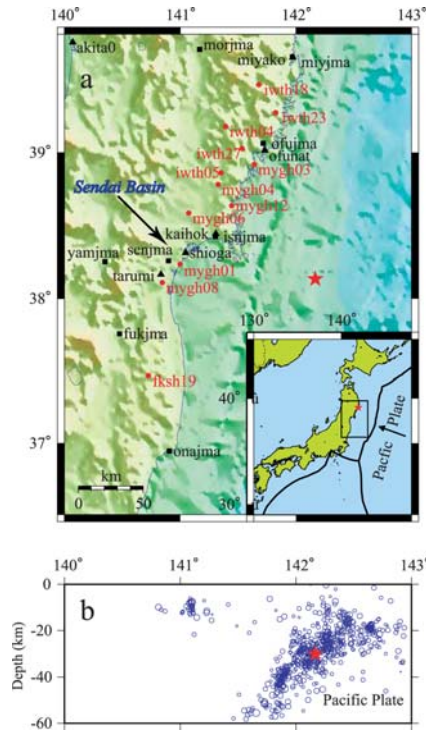 140° 141° 142° 143°
akita0 morjma
miyako miyjma
a
iwth18
iwth23
iwth04
ofujma
39°
iwth27 ofunat
iwth05 mygh03
mygh04
Sendai Basin
mygh12
mygh06
kaihok isnjma
senjma
yamjma shioga
mygh01
tarumi
38°
mygh08
130° 140°
fukjma
fksh19
40°
37°
onajma
Pacific Plate
km
0 50
30°
140° 141° 142° 143°
0
b
-20
Depth (km)
-40
Pacific Plate
-60